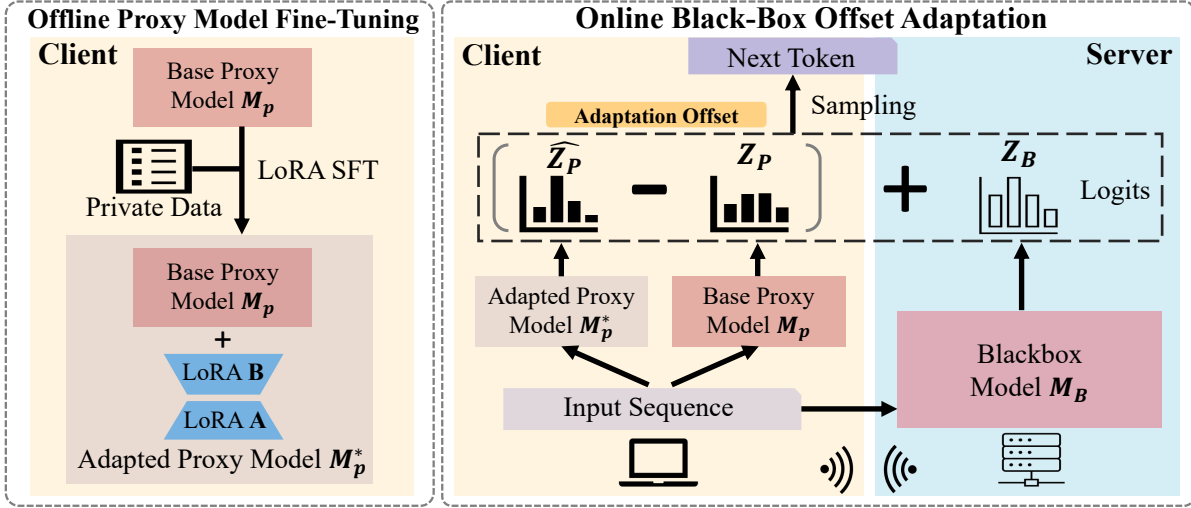 Offline Proxy Model Fine-Tuning
Client
Base Proxy
Model M_p
LoRA SFT
Private Data
Base Proxy
Model M_p
+
LoRA B
LoRA A
Adapted Proxy Model M_p^*
Online Black-Box Offset Adaptation
Client
Server
Next Token
Sampling
Adaptation Offset
\widehat{Z_P}
−
Z_P
+
Z_B
Logits
Adapted Proxy
Model M_p^*
Base Proxy
Model M_p
Blackbox
Model M_B
Input Sequence